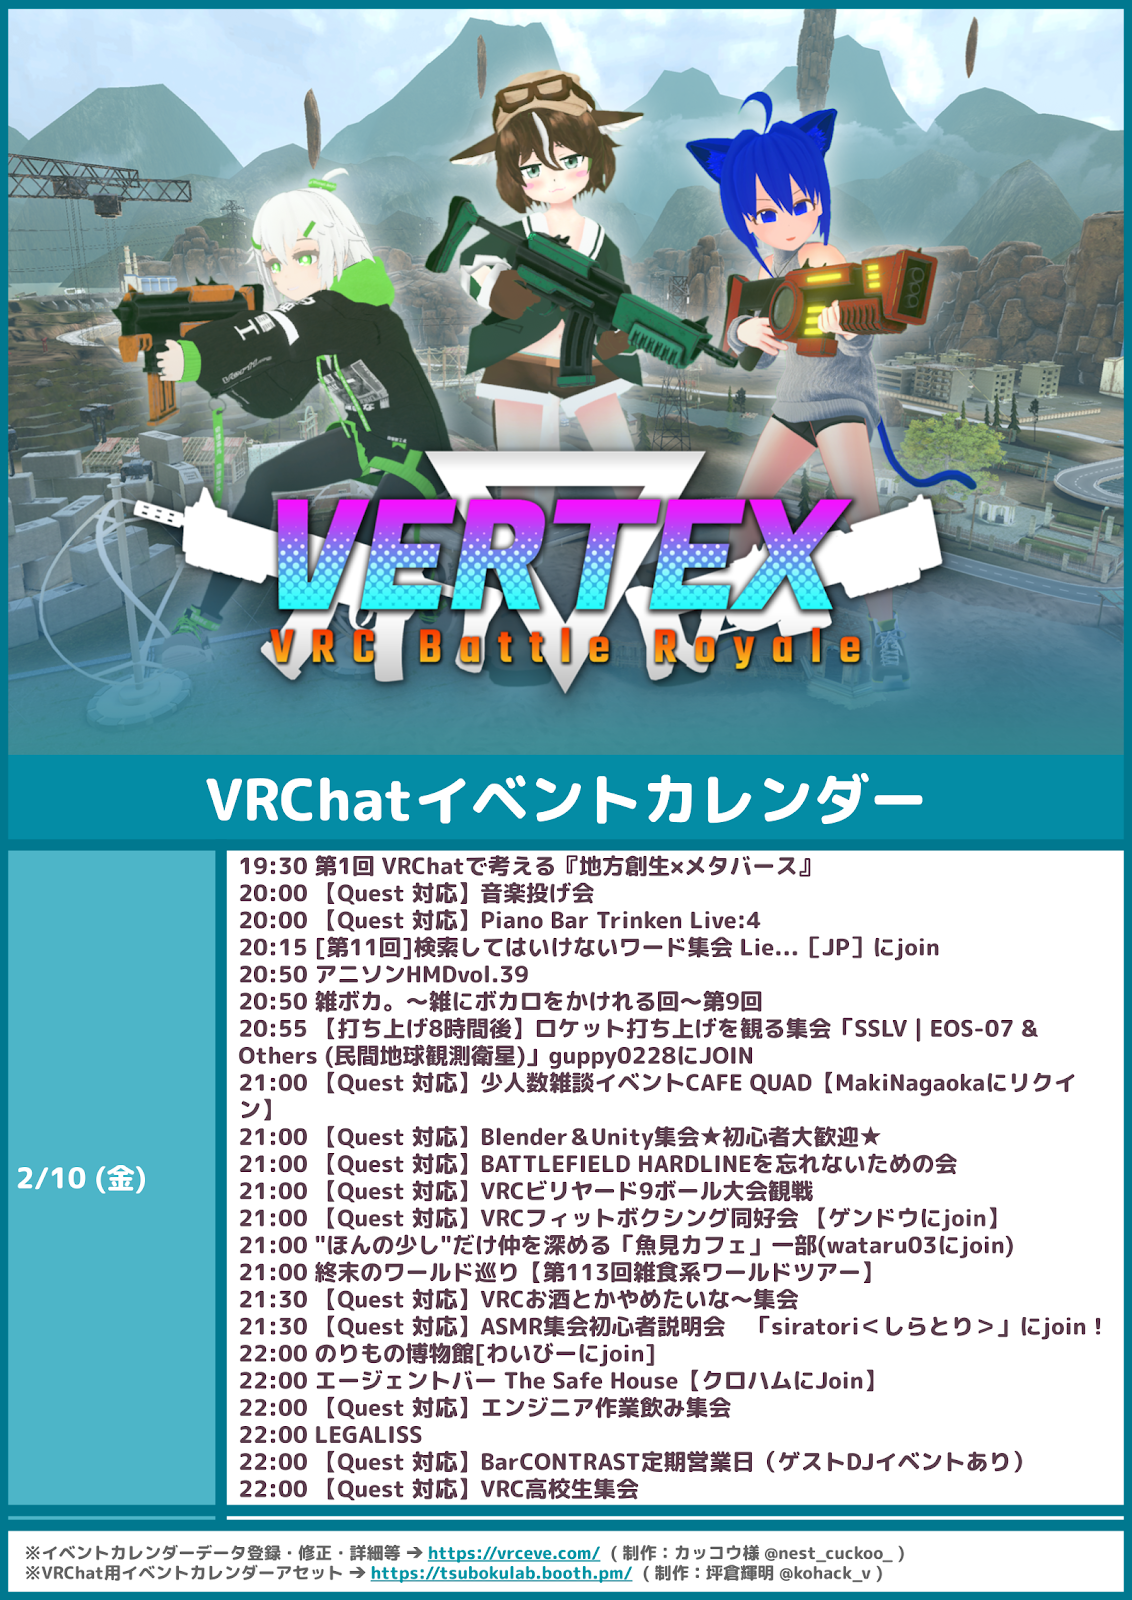 VERTEX
VRC Battle Royale
VRChatイベントカレンダー
2/10 (金)
19:30 第1回 VRChatで考える『地方創生×メタバース』
20:00 【Quest 対応】音楽投げ会
20:00 【Quest 対応】Piano Bar Trinken Live:4
20:15 [第11回]検索してはいけないワード集会 Lie...［JP］にjoin
20:50 アニソンHMDvol.39
20:50 雑ボカ。～雑にボカロをかけれる回～第9回
20:55 【打ち上げ8時間後】ロケット打ち上げを観る集会「SSLV | EOS-07 &
Others (民間地球観測衛星)」guppy0228にJOIN
21:00 【Quest 対応】少人数雑談イベントCAFE QUAD【MakiNagaokaにリクイ
ン】
21:00 【Quest 対応】Blender＆Unity集会★初心者大歓迎★
21:00 【Quest 対応】BATTLEFIELD HARDLINEを忘れないための会
21:00 【Quest 対応】VRCビリヤード9ボール大会観戦
21:00 【Quest 対応】VRCフィットボクシング同好会 【ゲンドウにjoin】
21:00 "ほんの少し"だけ仲を深める「魚見カフェ」一部(wataru03にjoin)
21:00 終末のワールド巡り【第113回雑食系ワールドツアー】
21:30 【Quest 対応】VRCお酒とかやめたいな～集会
21:30 【Quest 対応】ASMR集会初心者説明会　「siratori＜しらとり＞」にjoin！
22:00 のりもの博物館[わいびーにjoin]
22:00 エージェントバー The Safe House【クロハムにJoin】
22:00 【Quest 対応】エンジニア作業飲み集会
22:00 LEGALISS
22:00 【Quest 対応】BarCONTRAST定期営業日（ゲストDJイベントあり）
22:00 【Quest 対応】VRC高校生集会
※イベントカレンダーデータ登録・修正・詳細等 ➔ https://vrceve.com/ （制作：カッコウ様 @nest_cuckoo_ ）
※VRChat用イベントカレンダーアセット ➔ https://tsubokulab.booth.pm/ （制作：坪倉輝明 @kohack_v ）